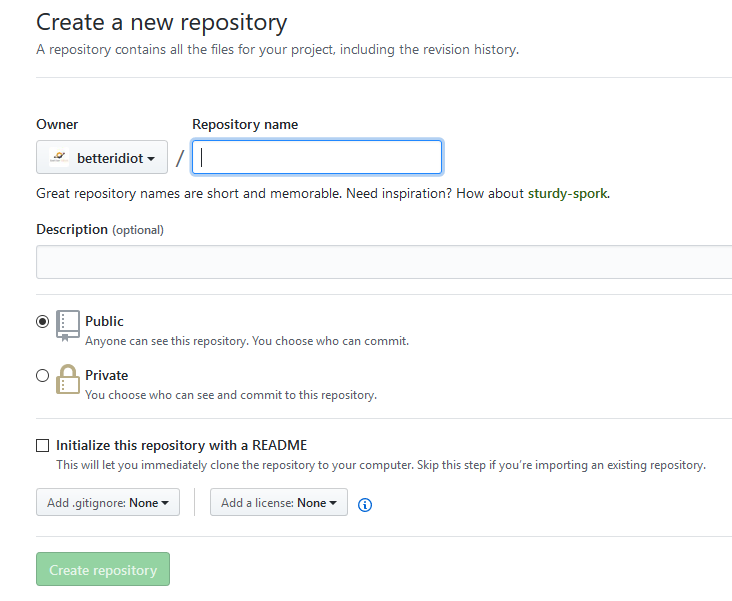 Create a new repository
A repository contains all the files for your project, including the revision history.
Owner
Repository name
betteridiot
/
Great repository names are short and memorable. Need inspiration? How about sturdy-spork.
Description (optional)
Public
Anyone can see this repository. You choose who can commit.
Private
You choose who can see and commit to this repository.
Initialize this repository with a README
This will let you immediately clone the repository to your computer. Skip this step if you’re importing an existing repository.
Add .gitignore: None
Add a license: None
Create repository